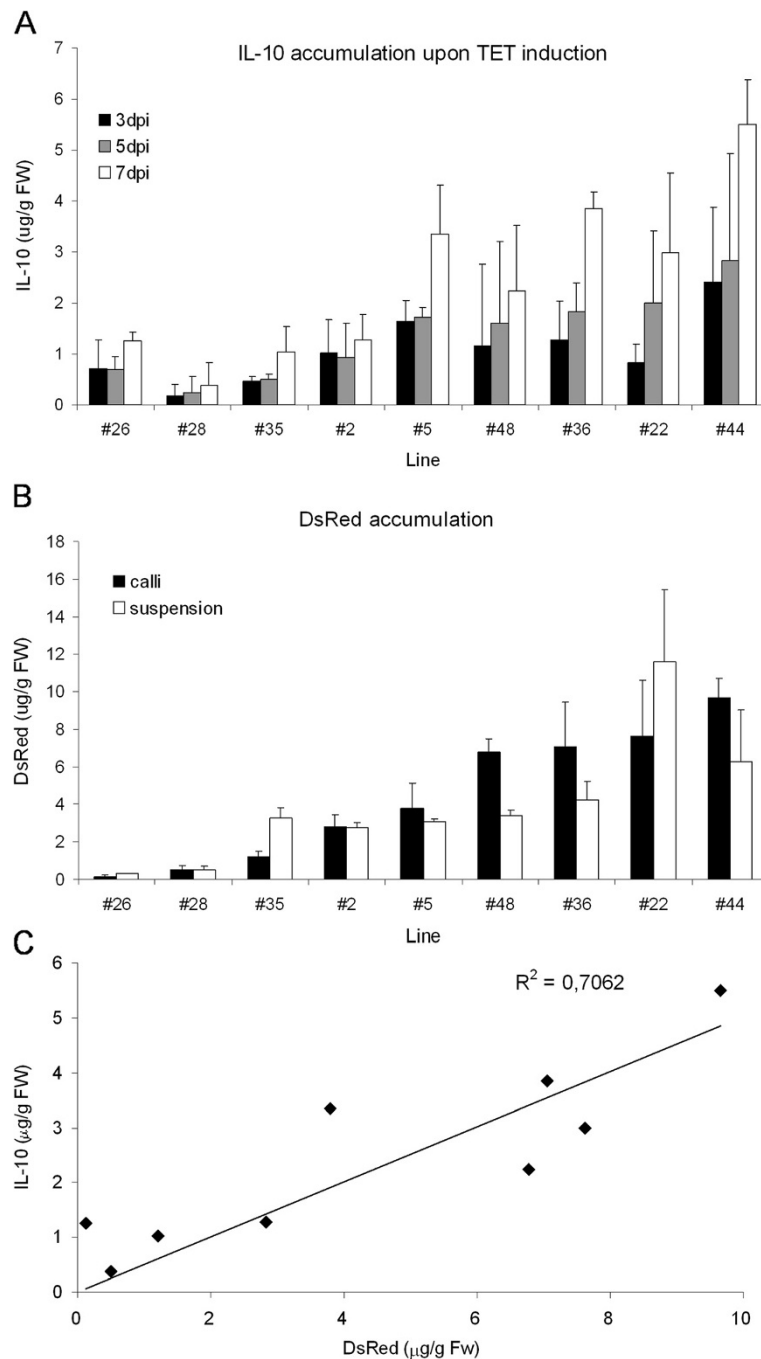 A
IL-10 accumulation upon TET induction
7
6
5
4
3
2
1
0
IL-10 (ug/g FW)
3dpi
5dpi
7dpi
#26 #28 #35 #2 #5 #48 #36 #22 #44
Line
B
DsRed accumulation
18
16
14
12
10
8
6
4
2
0
DsRed (ug/g FW)
calli
suspension
#26 #28 #35 #2 #5 #48 #36 #22 #44
Line
C
R² = 0,7062
6
5
4
3
2
1
0
IL-10 (µg/g FW)
0 2 4 6 8 10
DsRed (µg/g Fw)